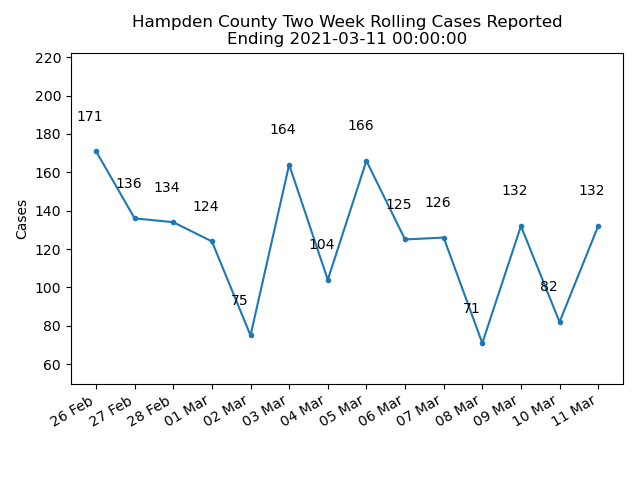 Hampden County Two Week Rolling Cases Reported
Ending 2021-03-11 00:00:00
220
200
180
160
140
120
100
80
60
Cases
171
136
134
124
75
164
104
166
125
126
71
132
82
132
26 Feb
27 Feb
28 Feb
01 Mar
02 Mar
03 Mar
04 Mar
05 Mar
06 Mar
07 Mar
08 Mar
09 Mar
10 Mar
11 Mar